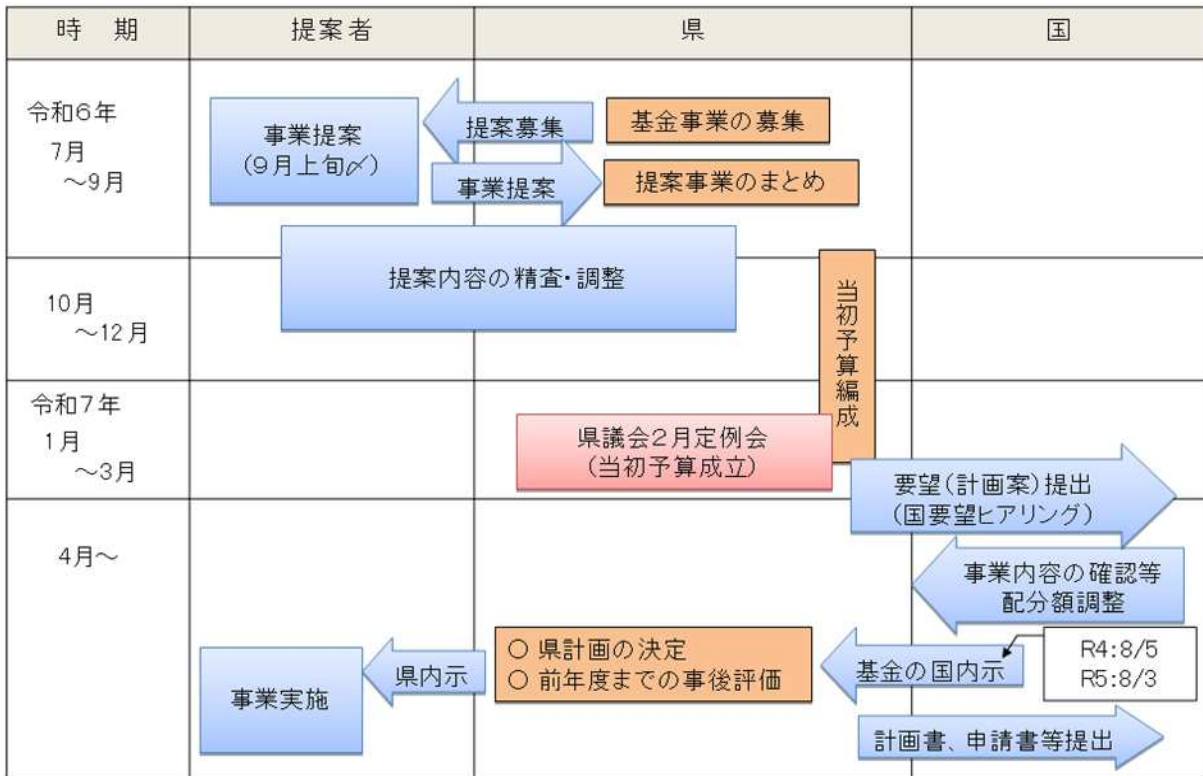 時　期
提案者
県
国
令和6年
7月
～9月
事業提案
(9月上旬〆)
提案募集
基金事業の募集
事業提案
提案事業のまとめ
提案内容の精査・調整
10月
～12月
当初予算編成
令和7年
1月
～3月
県議会2月定例会
(当初予算成立)
要望(計画案)提出
(国要望ヒアリング)
4月～
事業内容の確認等
配分額調整
事業実施
県内示
○ 県計画の決定
○ 前年度までの事後評価
基金の国内示
R4:8/5
R5:8/3
計画書、申請書等提出